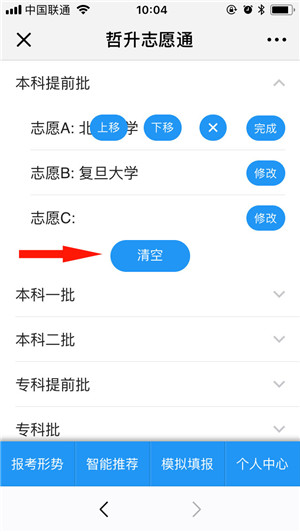 中国联通 10:04
哲升志愿通
本科提前批
志愿A: 北 学 上移 下移 × 完成
志愿B: 复旦大学 修改
志愿C: 修改
清空
本科一批
本科二批
专科提前批
专科批
报考形势 智能推荐 模拟填报 个人中心